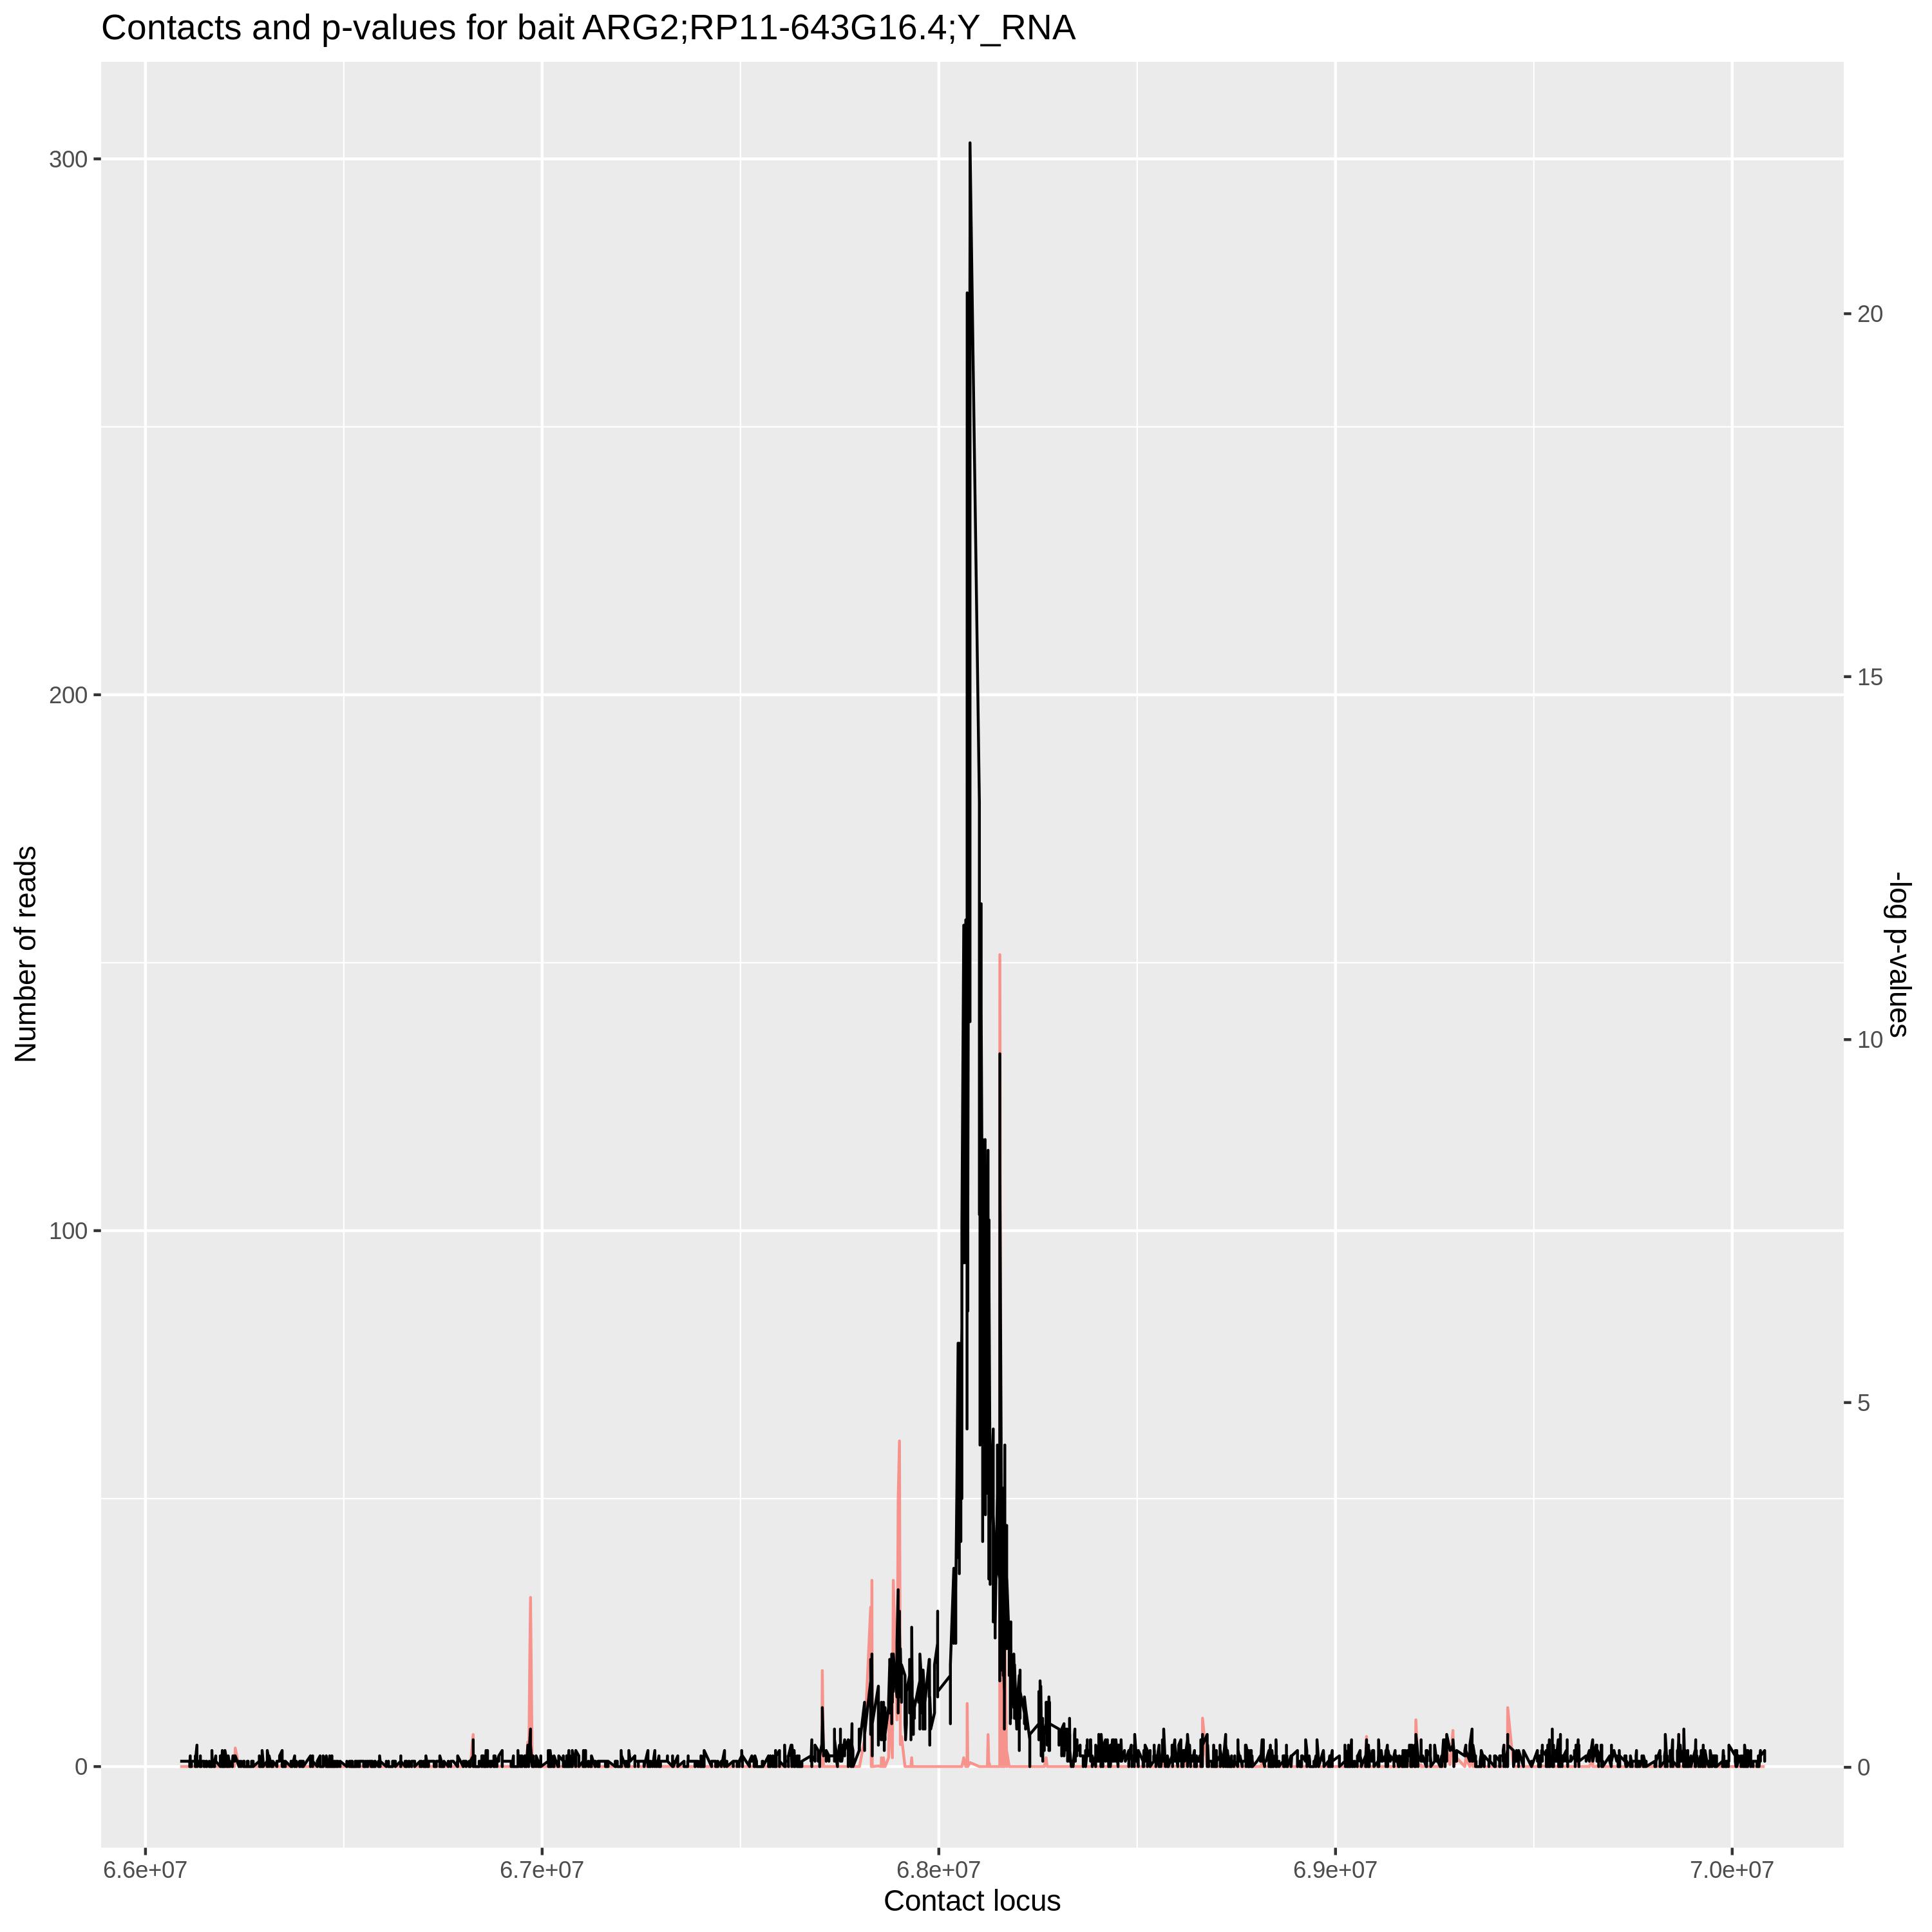 Contacts and p-values for bait ARG2;RP11-643G16.4;Y_RNA
300
200
100
0
Number of reads
20
15
10
5
0
-log p-values
6.6e+07
6.7e+07
6.8e+07
6.9e+07
7.0e+07
Contact locus